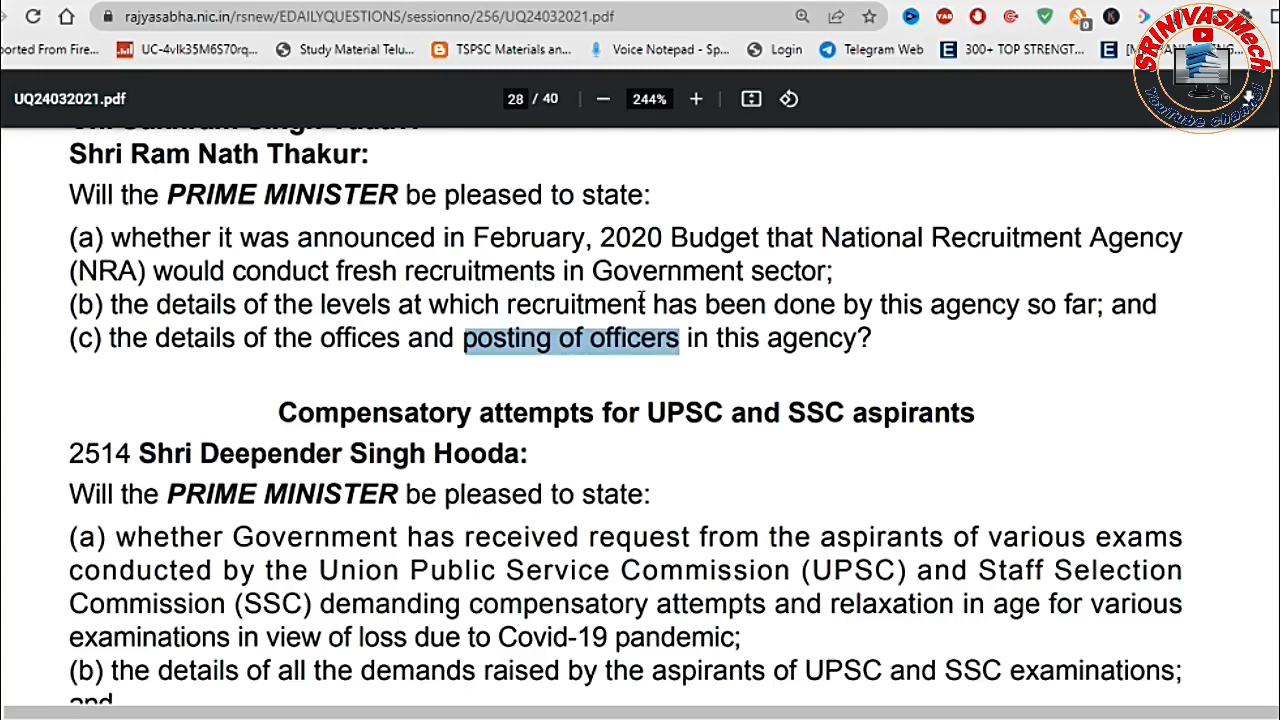 rajyasabha.nic.in/rsnew/EDAILYQUESTIONS/sessionno/256/UQ24032021.pdf
ported From Fire...
UC-4vlk35M6S70rq...
Study Material Telu...
TSPSC Materials an...
Voice Notepad - Sp...
Login
Telegram Web
300+ TOP STRENGT...
SRINIVASMech
YouTube channel
UQ24032021.pdf
28 / 40
244%
Shri Ram Nath Thakur:
Will the PRIME MINISTER be pleased to state:
(a) whether it was announced in February, 2020 Budget that National Recruitment Agency
(NRA) would conduct fresh recruitments in Government sector;
(b) the details of the levels at which recruitment has been done by this agency so far; and
(c) the details of the offices and posting of officers in this agency?
Compensatory attempts for UPSC and SSC aspirants
2514 Shri Deepender Singh Hooda:
Will the PRIME MINISTER be pleased to state:
(a) whether Government has received request from the aspirants of various exams
conducted by the Union Public Service Commission (UPSC) and Staff Selection
Commission (SSC) demanding compensatory attempts and relaxation in age for various
examinations in view of loss due to Covid-19 pandemic;
(b) the details of all the demands raised by the aspirants of UPSC and SSC examinations;
and